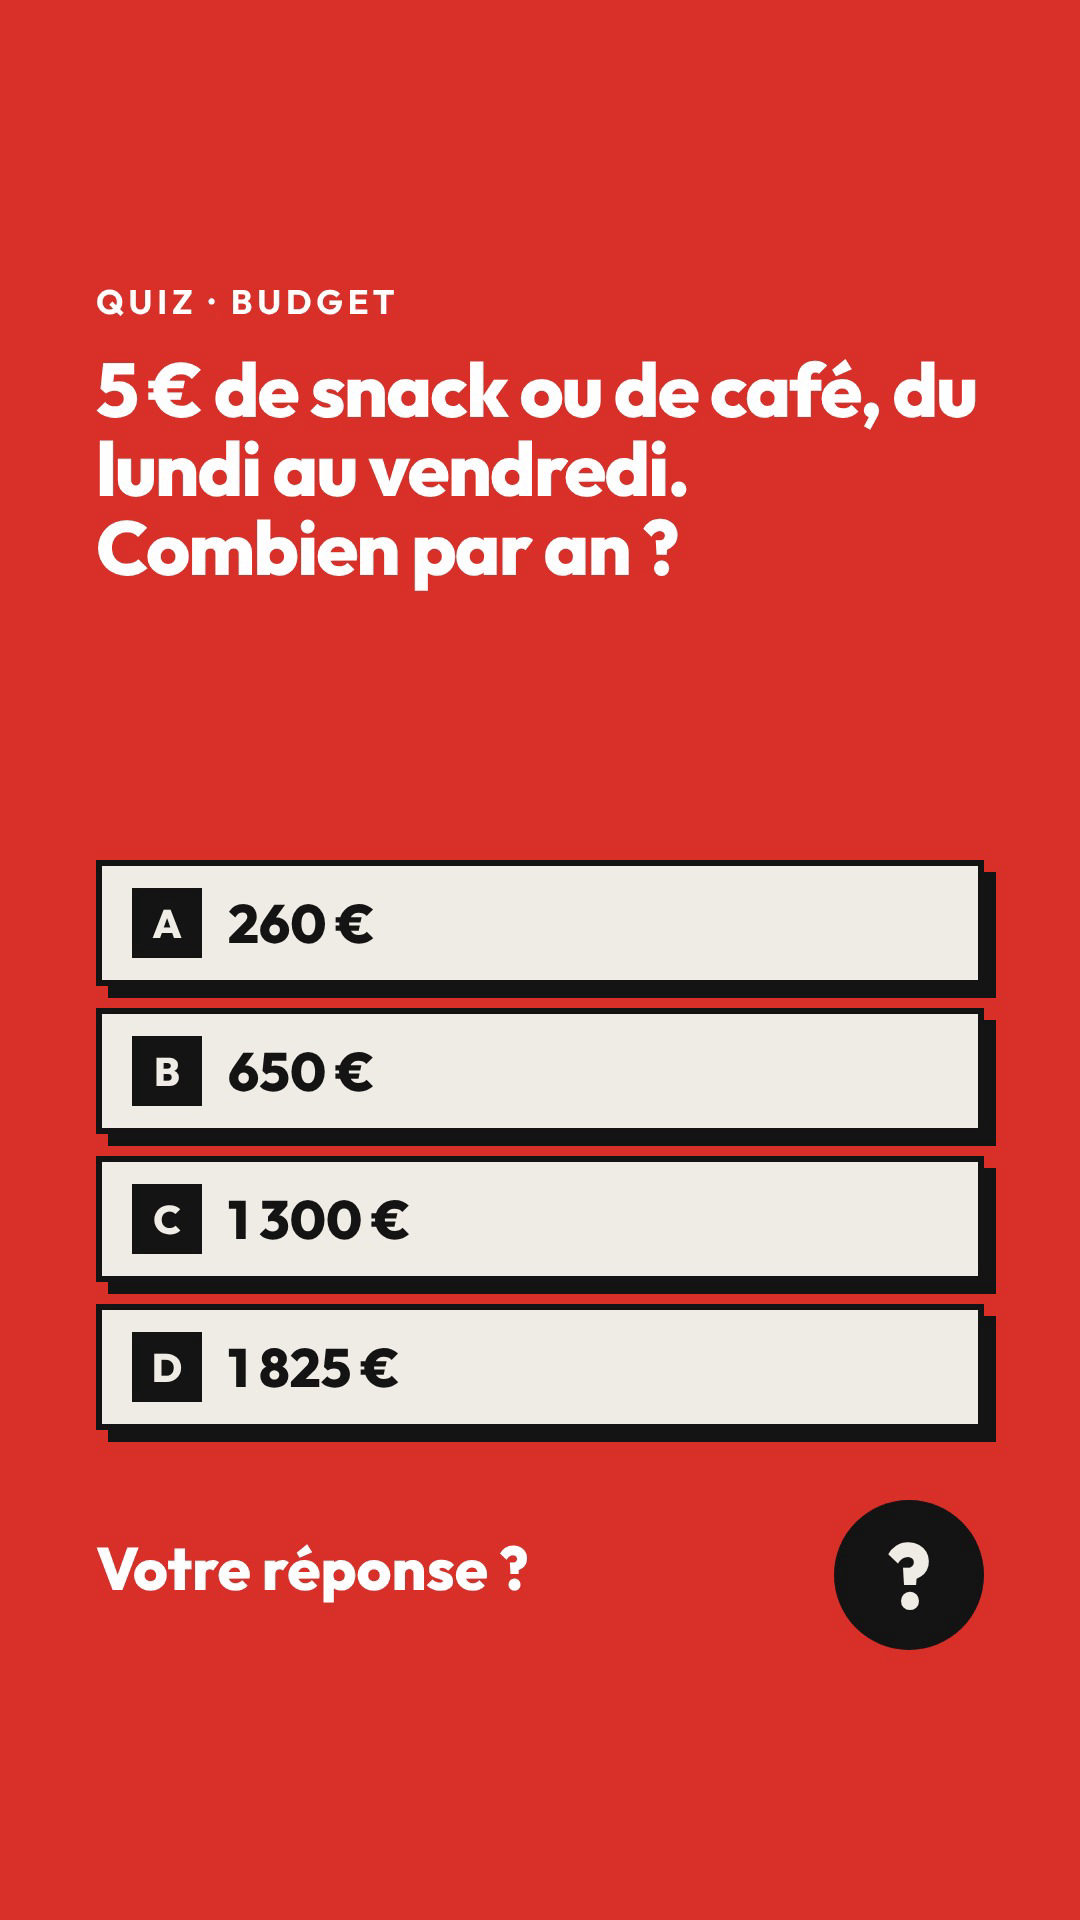 QUIZ · BUDGET
5 € de snack ou de café, du
lundi au vendredi.
Combien par an ?
A 260 €
B 650 €
C 1 300 €
D 1 825 €
Votre réponse ?
?